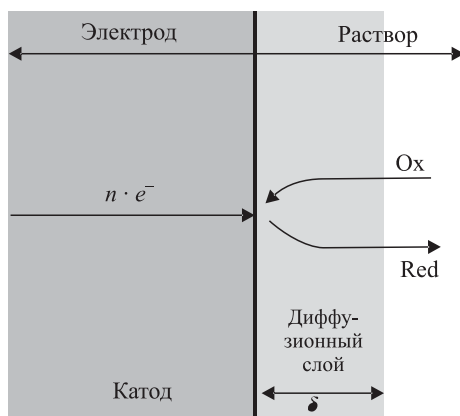 Электрод
Раствор
Ox
n · e⁻
Red
Диффу-
зионный
слой
Катод
δ